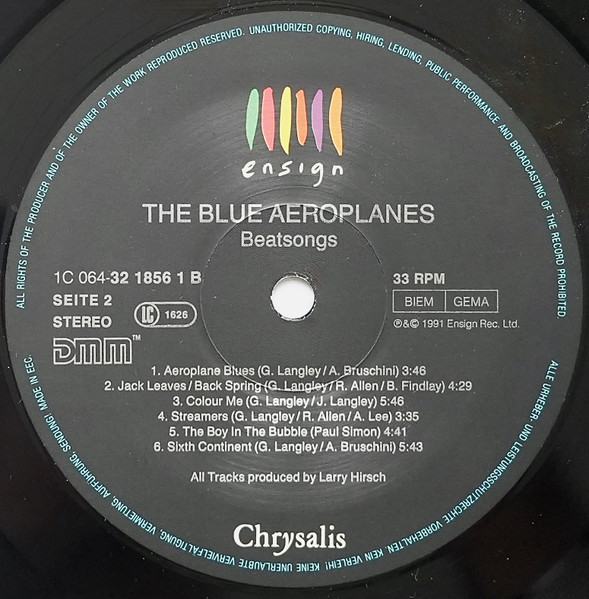 ALL RIGHTS OF THE PRODUCER AND OF THE OWNER OF THE WORK REPRODUCED RESERVED. UNAUTHORIZED COPYING, HIRING, LENDING, PUBLIC PERFORMANCE AND BROADCASTING OF THE RECORD PROHIBITED.
ensign
THE BLUE AEROPLANES
Beatsongs
1C 064-32 1856 1 B
SEITE 2
STEREO
LC 1626
DMM™
33 RPM
BIEM GEMA
℗&© 1991 Ensign Rec. Ltd.
1. Aeroplane Blues (G. Langley/A. Bruschini) 3:46
2. Jack Leaves/Back Spring (G. Langley/R. Allen/B. Findlay) 4:29
3. Colour Me (G. Langley/J. Langley) 5:46
4. Streamers (G. Langley/R. Allen/A. Lee) 3:35
5. The Boy In The Bubble (Paul Simon) 4:41
6. Sixth Continent (G. Langley/A. Bruschini) 5:43
All Tracks produced by Larry Hirsch
Chrysalis
ALLE URHEBER- UND LEISTUNGSSCHUTZRECHTE VORBEHALTEN. KEIN VERLEIH! KEINE UNERLAUBTE VERVIELFÄLTIGUNG, VERMIETUNG, AUFFÜHRUNG, SENDUNG! MADE IN EEC.